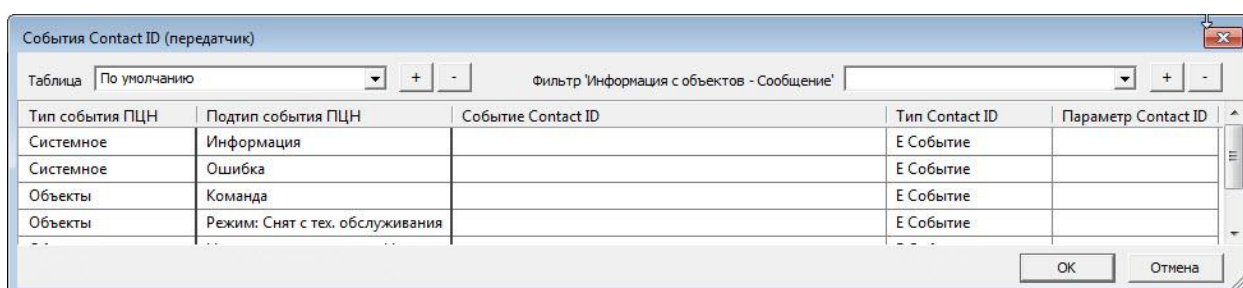 События Contact ID (передатчик)
Таблица По умолчанию + - Фильтр 'Информация с объектов - Сообщение' + -
Тип события ПЦН Подтип события ПЦН Событие Contact ID Тип Contact ID Параметр Contact ID
Системное Информация E Событие
Системное Ошибка E Событие
Объекты Команда E Событие
Объекты Режим: Снят с тех. обслуживания E Событие
OK Отмена